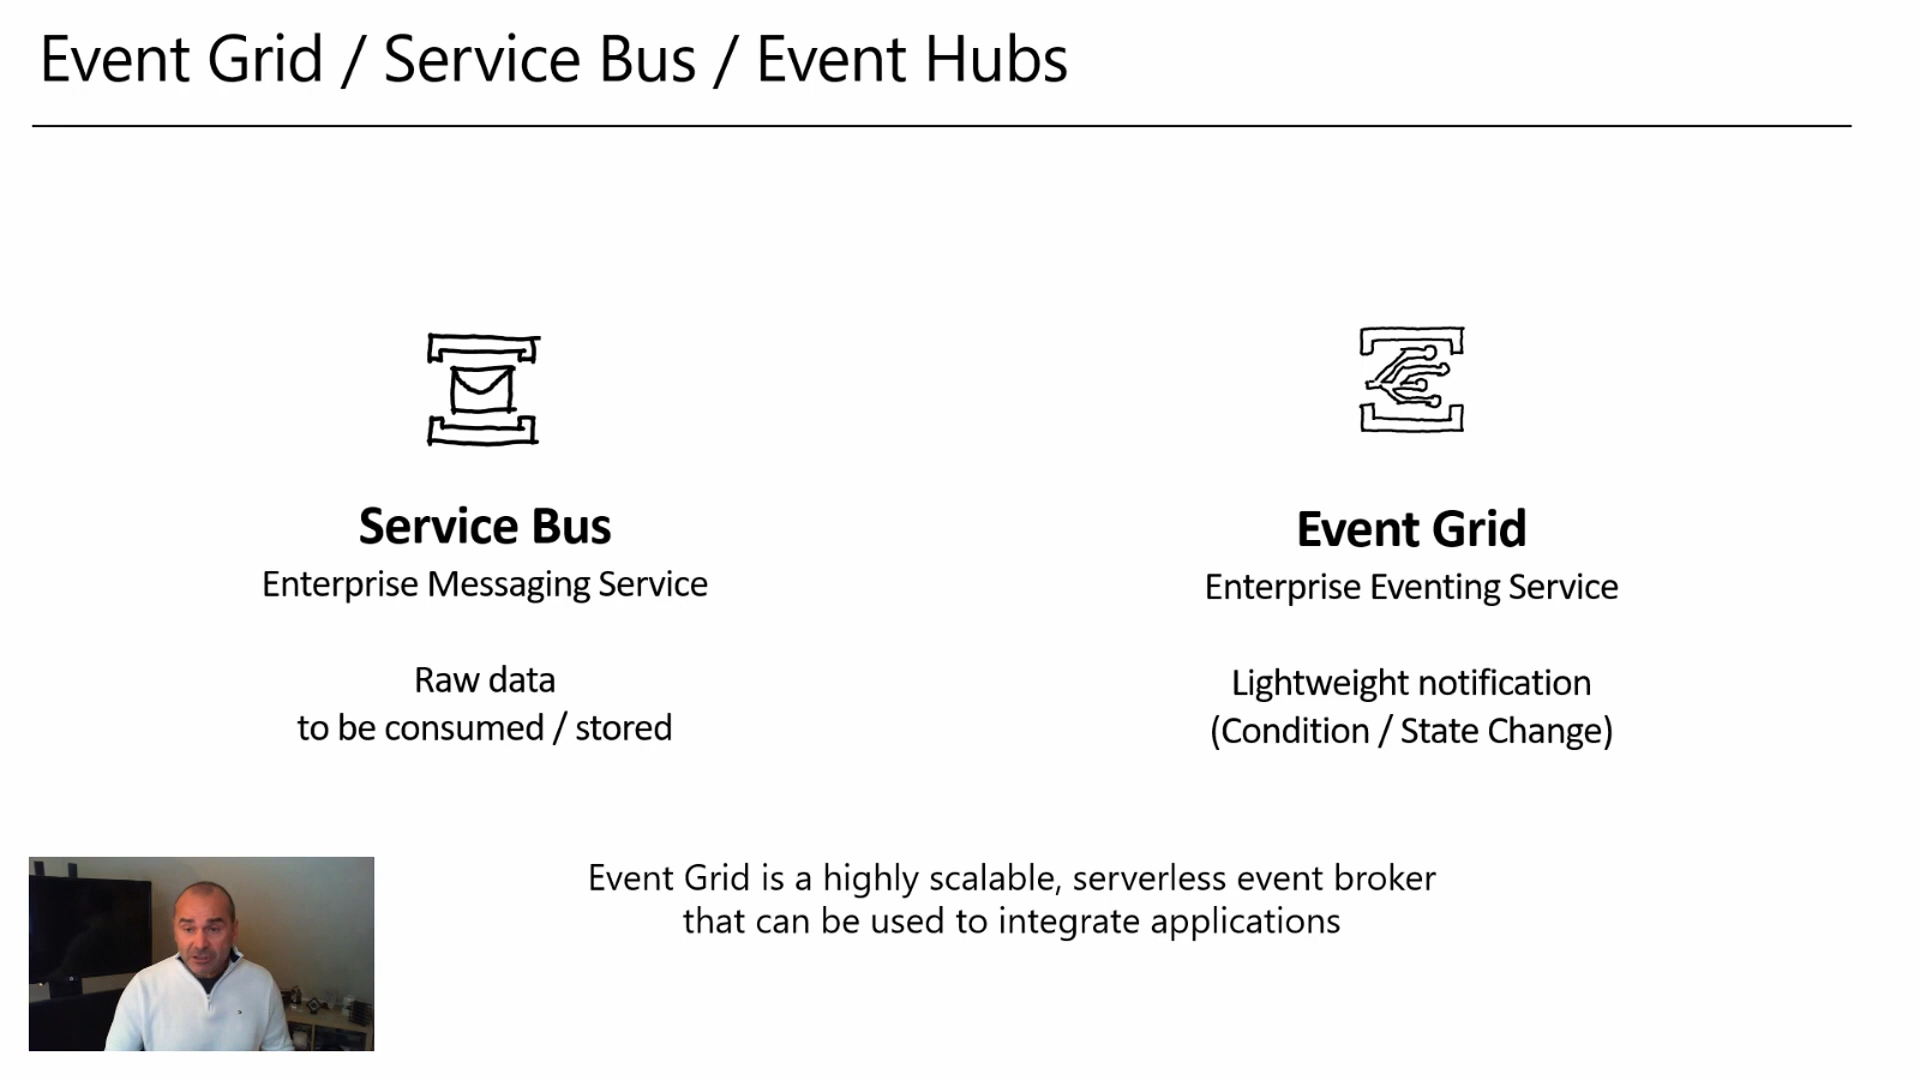 Event Grid / Service Bus / Event Hubs
Service Bus
Enterprise Messaging Service
Raw data
to be consumed / stored
Event Grid
Enterprise Eventing Service
Lightweight notification
(Condition / State Change)
Event Grid is a highly scalable, serverless event broker
that can be used to integrate applications